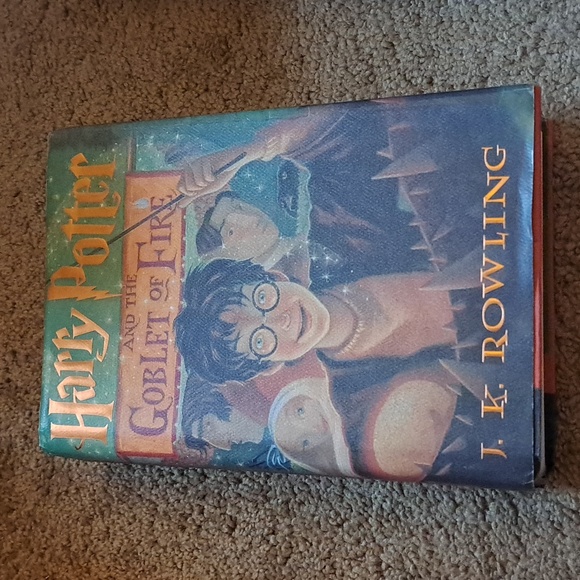 Harry Potter
AND THE
GOBLET OF FIRE
J. K. ROWLING